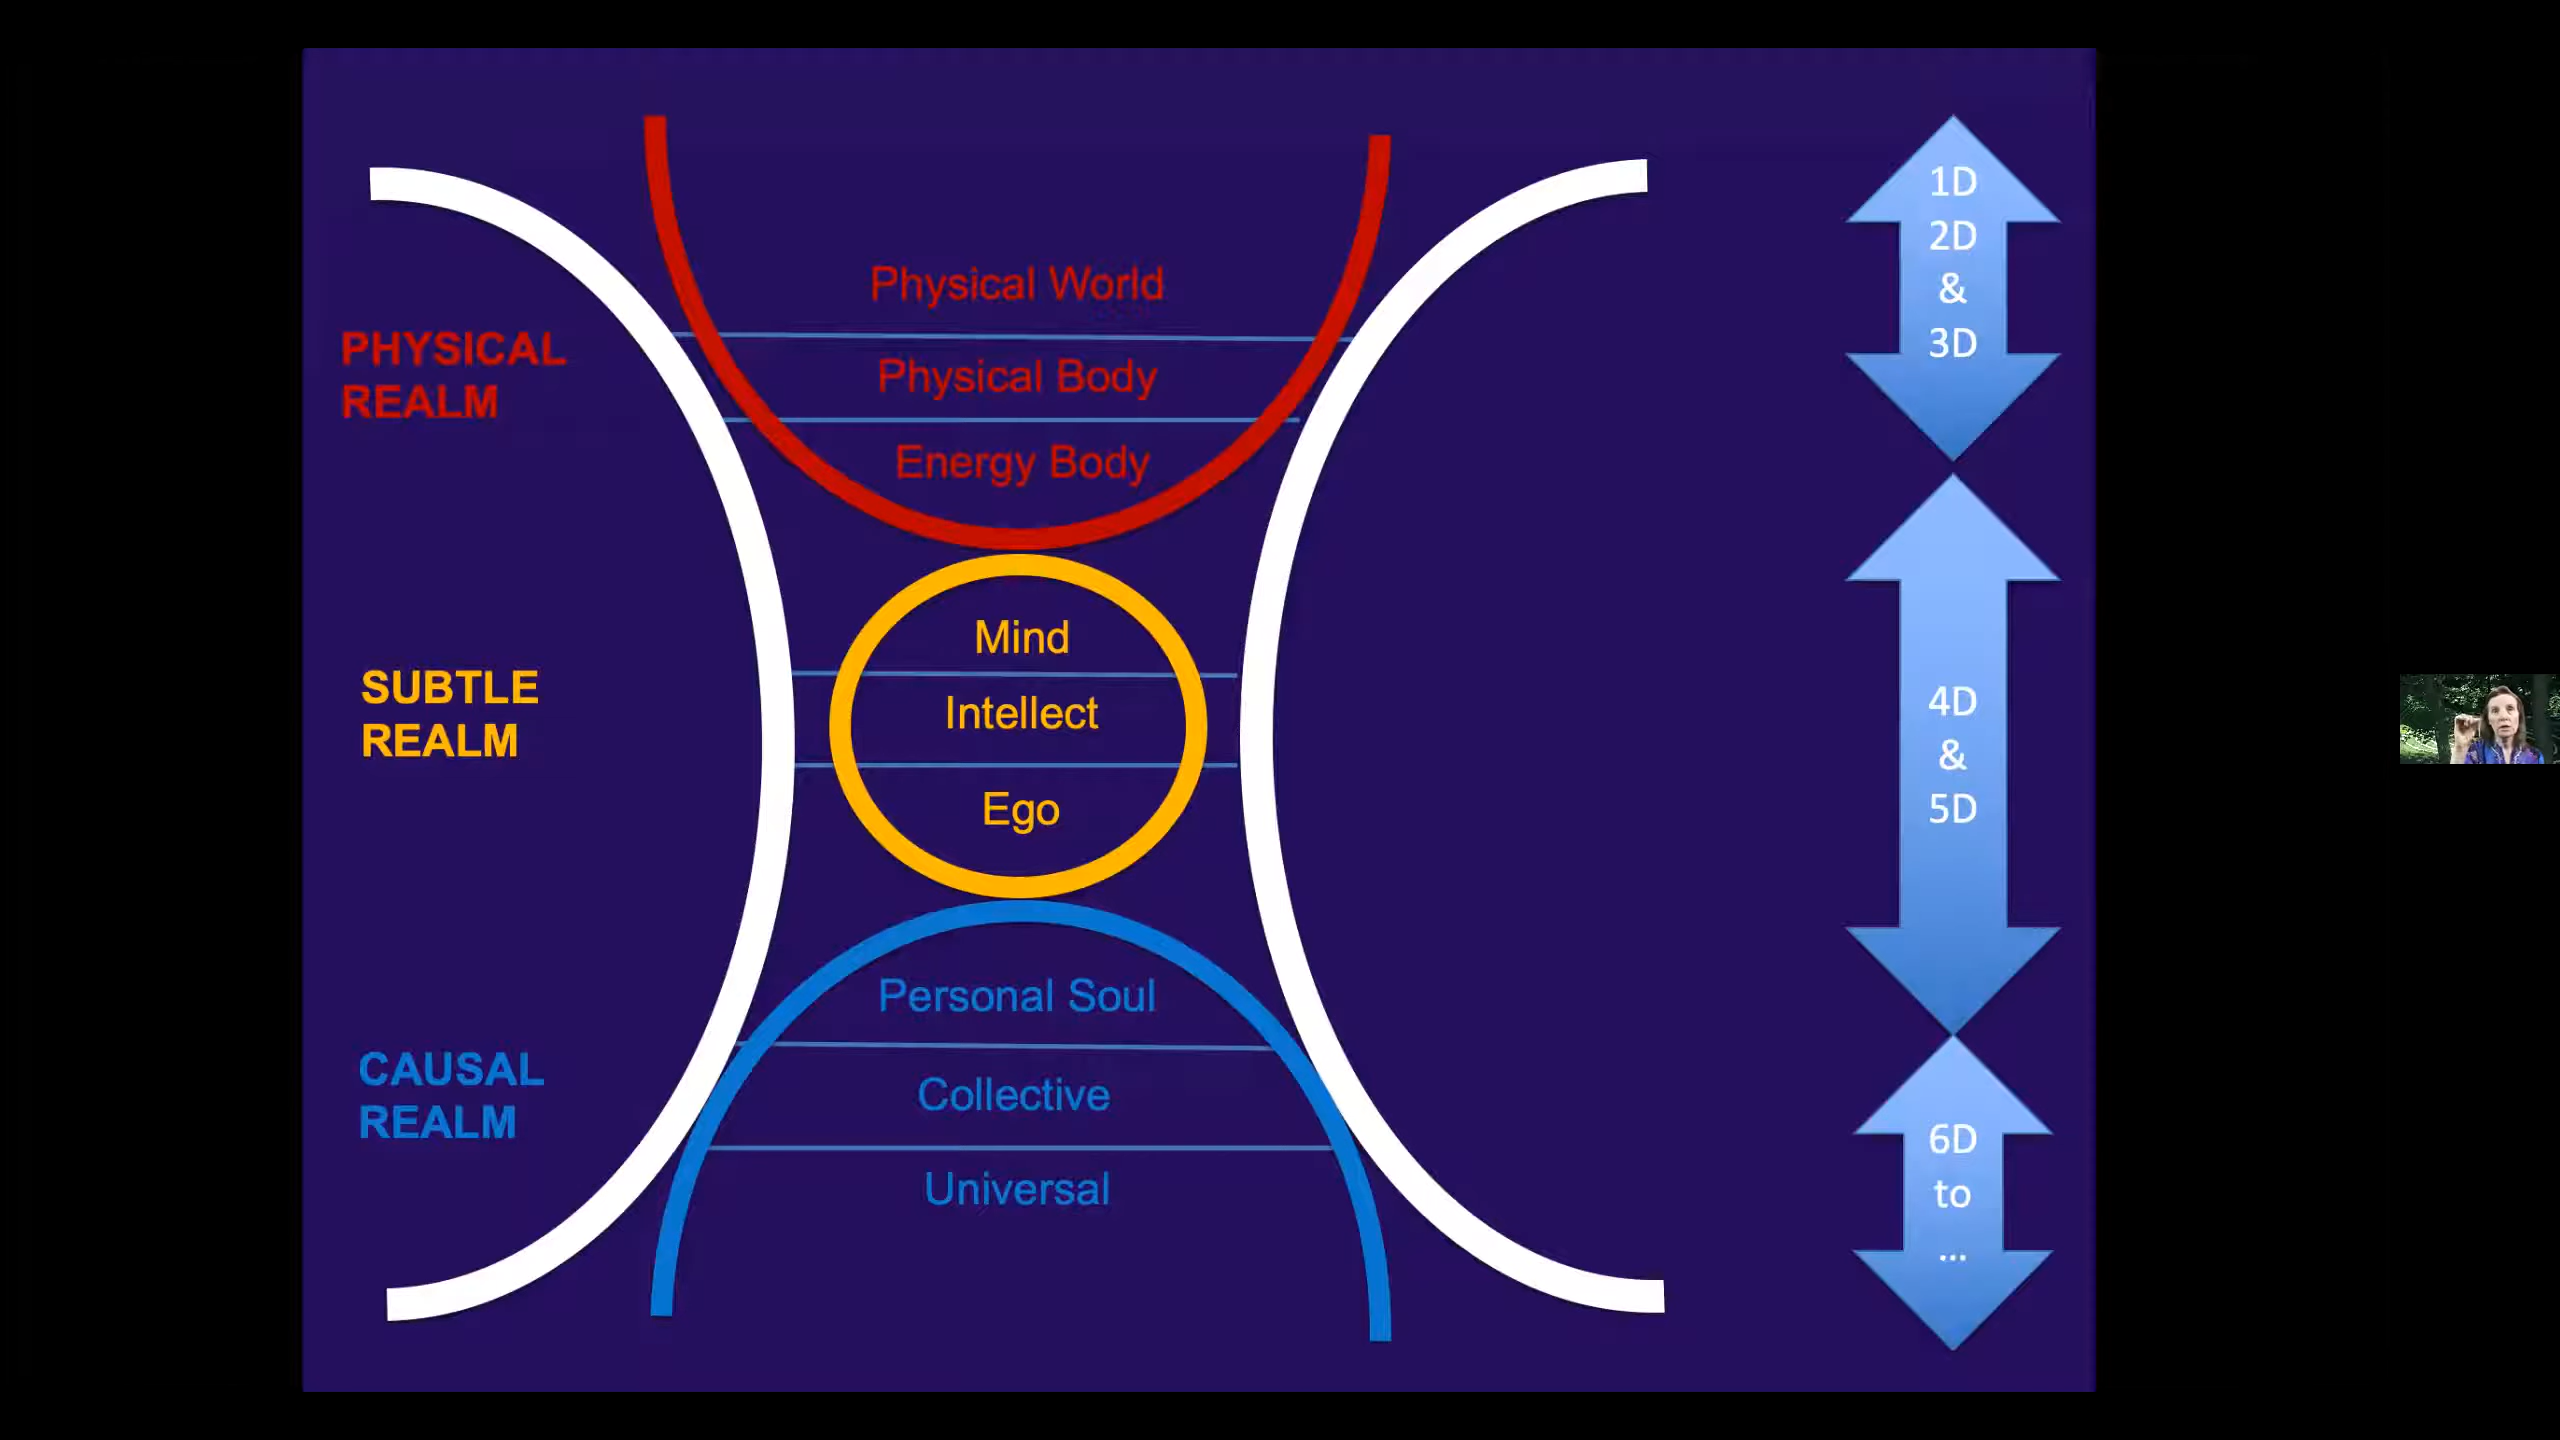 PHYSICAL
REALM
Physical World
Physical Body
Energy Body
1D
2D
&
3D
SUBTLE
REALM
Mind
Intellect
Ego
4D
&
5D
CAUSAL
REALM
Personal Soul
Collective
Universal
6D
to
...